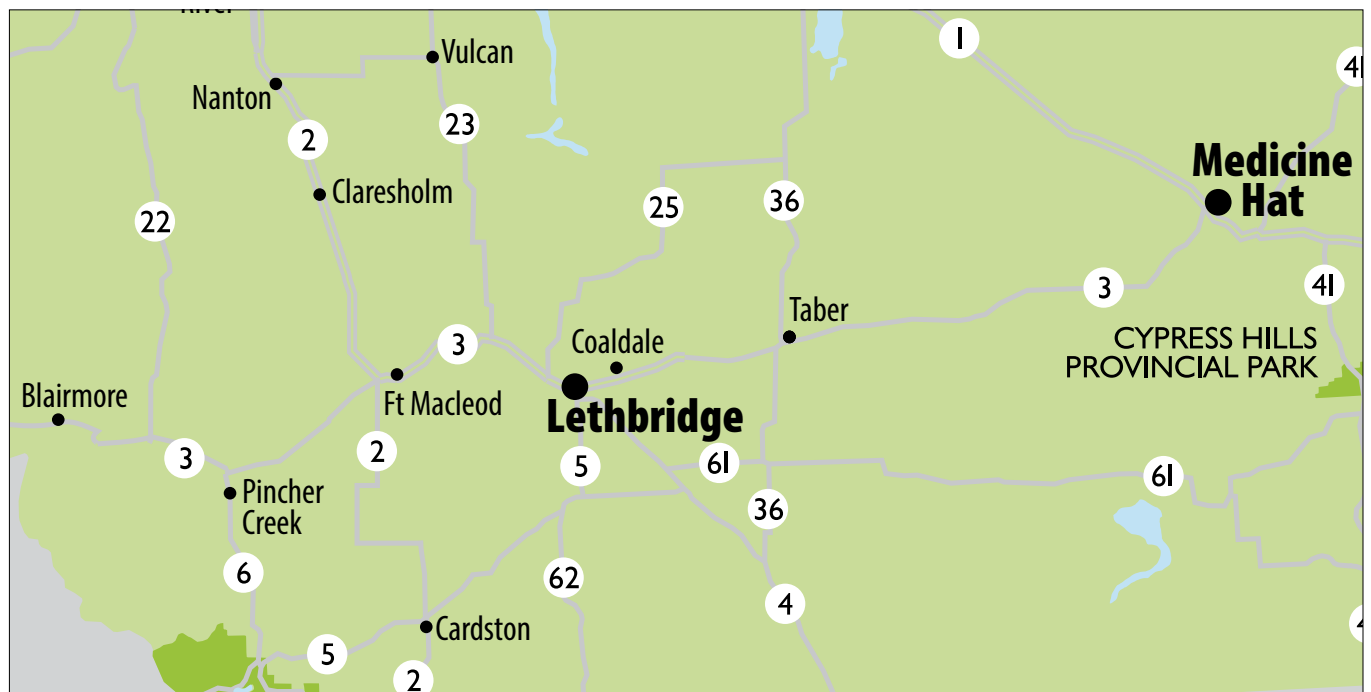 River
1
Vulcan
41
Nanton
23
2
Medicine
Hat
Claresholm
25
36
22
41
3
Taber
CYPRESS HILLS
PROVINCIAL PARK
3
Coaldale
Blairmore
Ft Macleod
Lethbridge
2
3
5
61
61
Pincher
Creek
36
6
62
4
Cardston
5
2